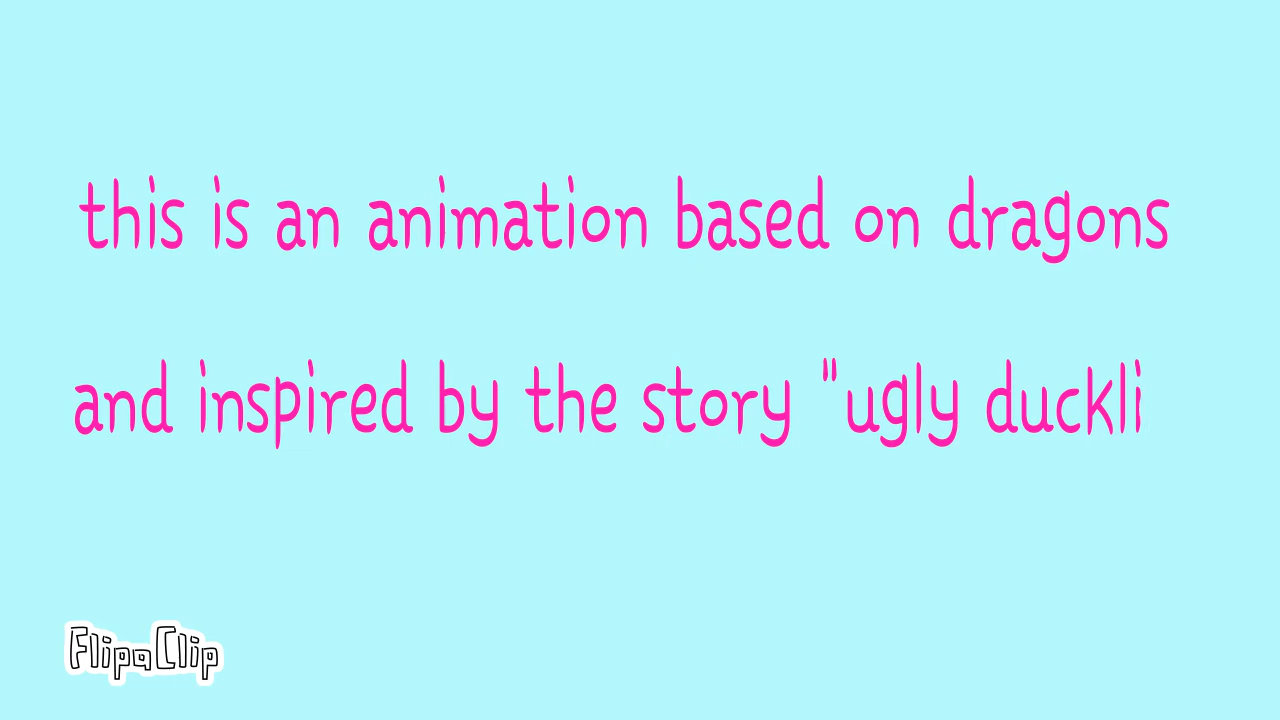 this is an animation based on dragons
and inspired by the story "ugly duckli
FlipaClip